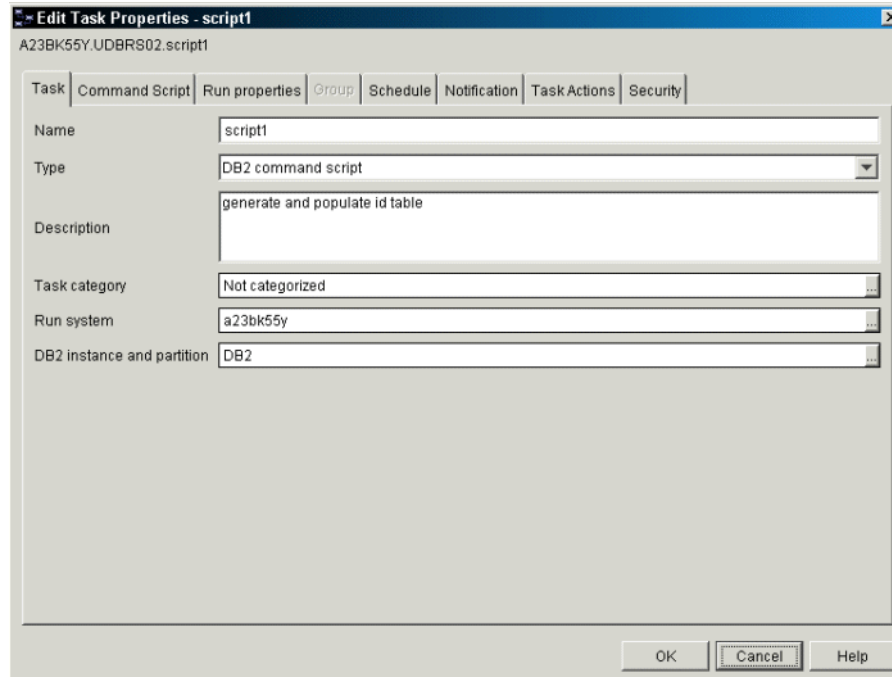 Edit Task Properties - script1
A23BK55Y.UDBRS02.script1
Task Command Script Run properties Group Schedule Notification Task Actions Security
Name script1
Type DB2 command script
Description generate and populate id table
Task category Not categorized ...
Run system a23bk55y ...
DB2 instance and partition DB2 ...
OK Cancel Help